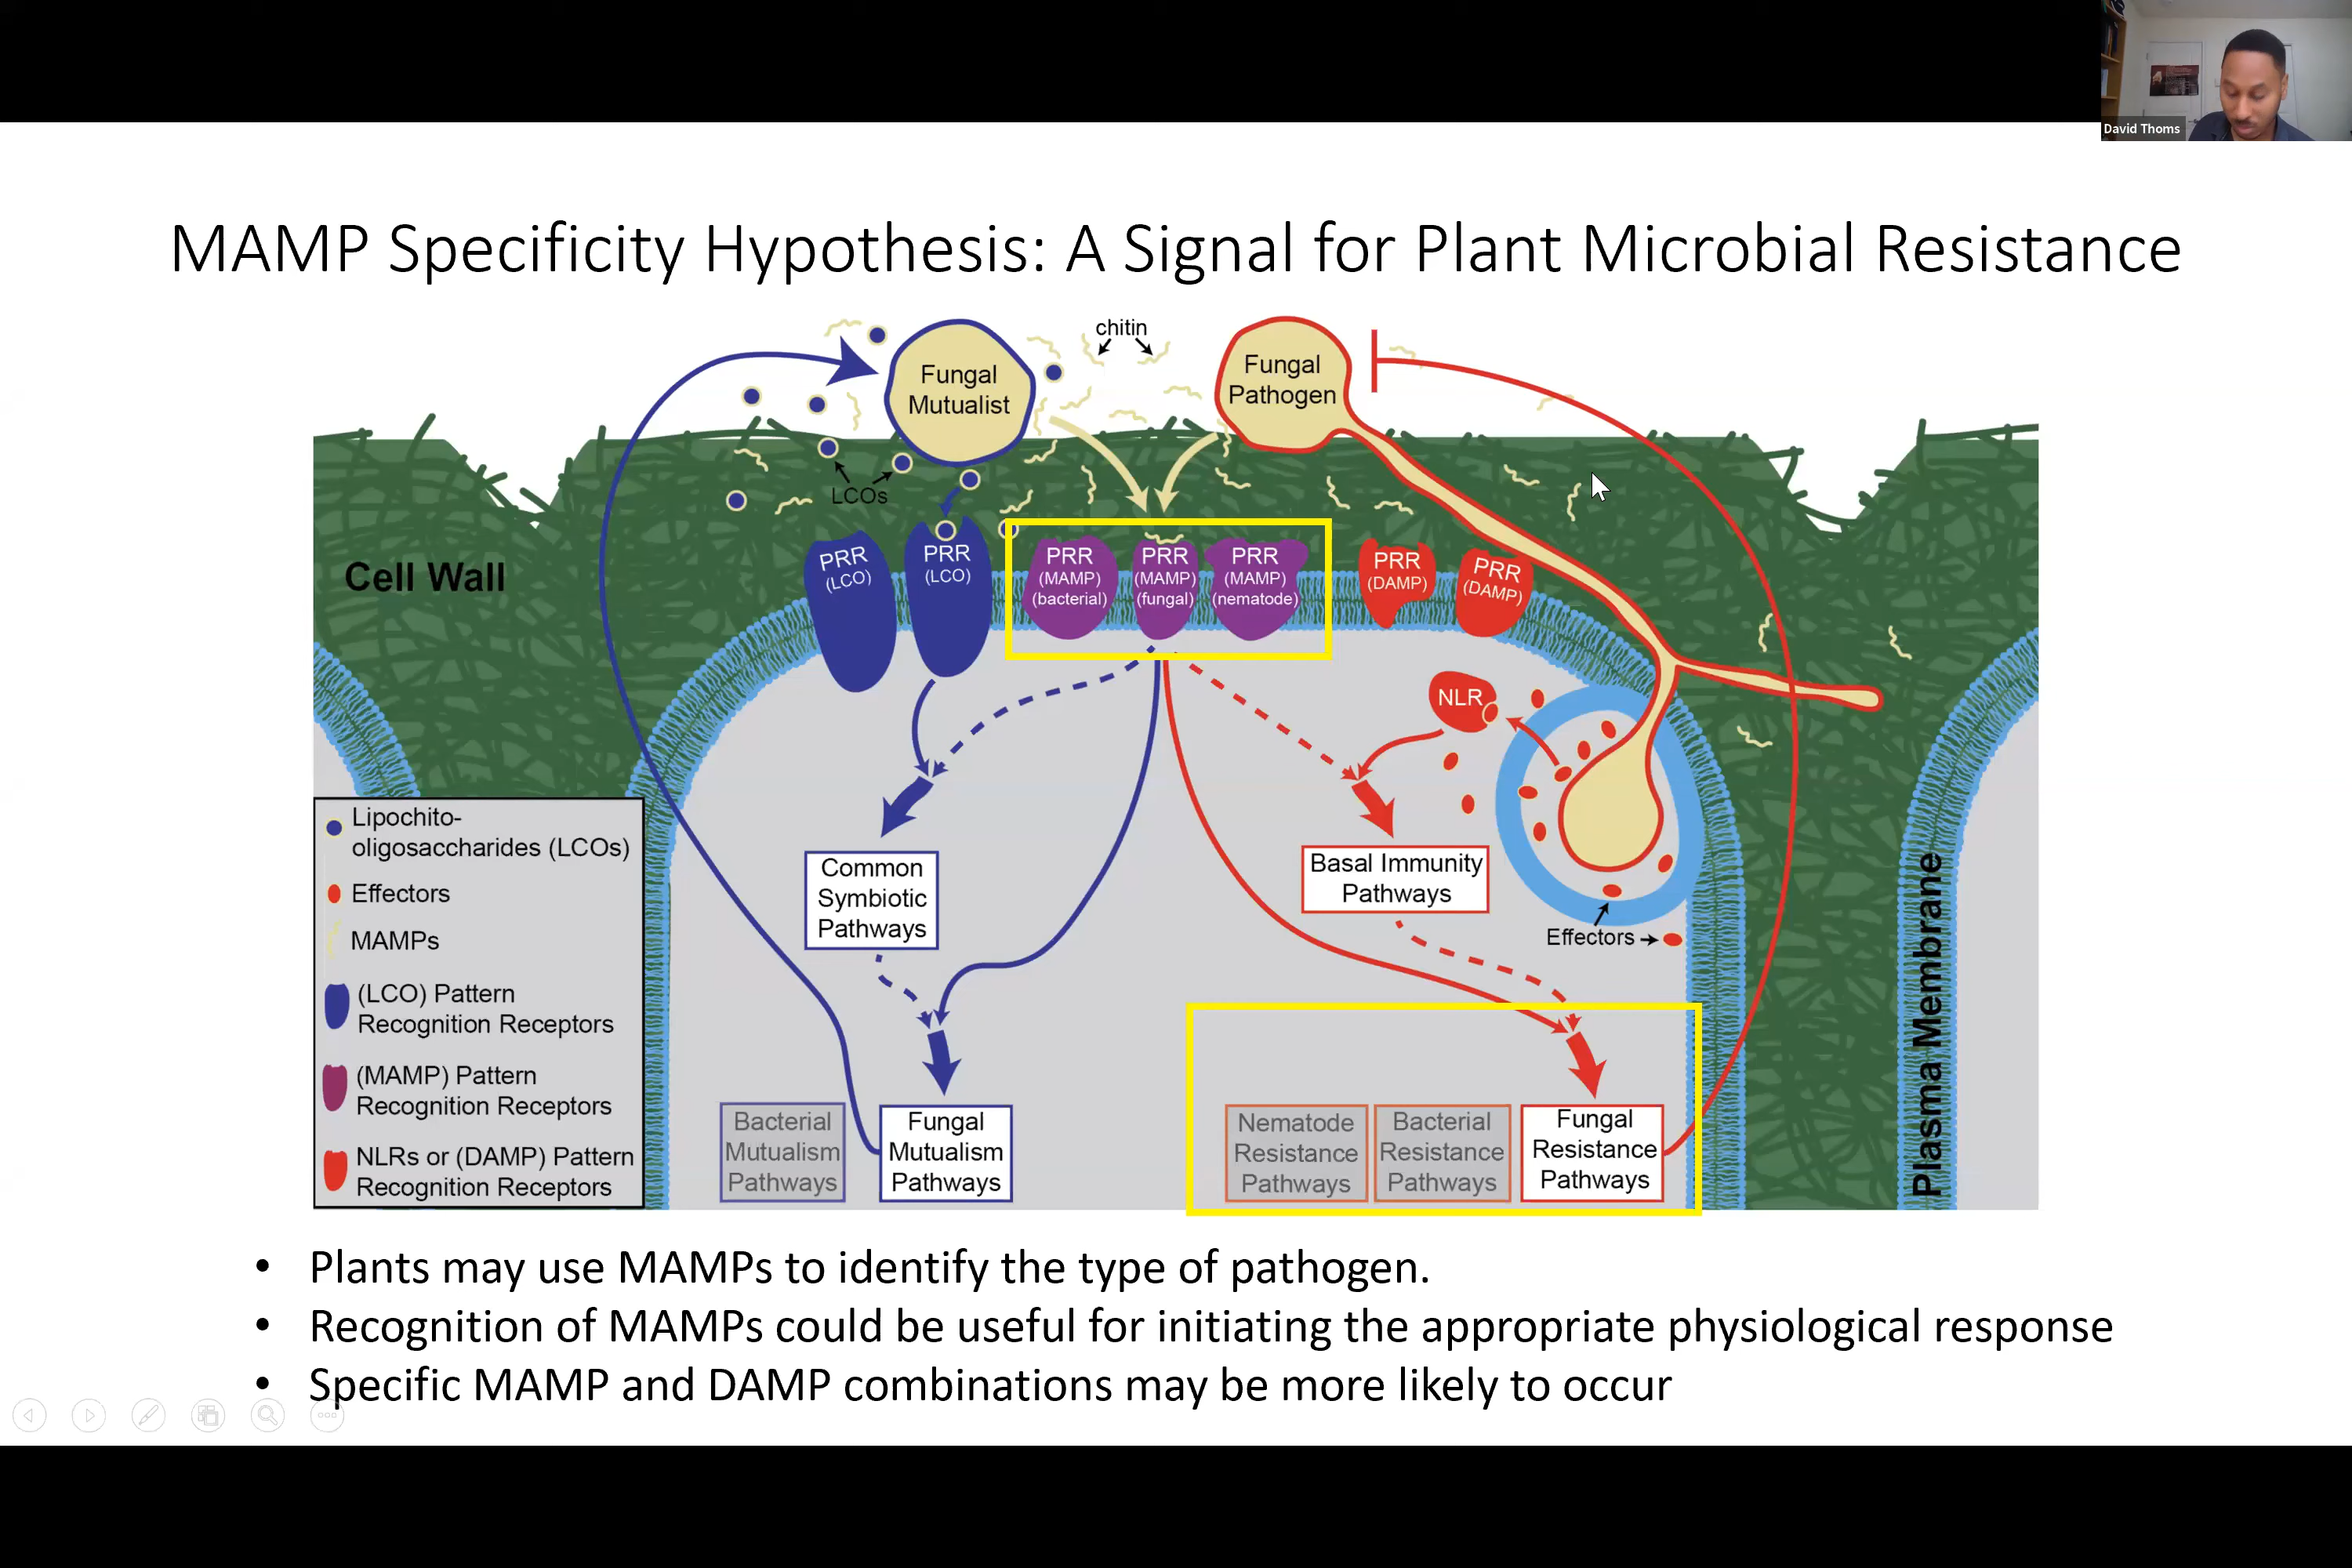 David Thoms
MAMP Specificity Hypothesis: A Signal for Plant Microbial Resistance
chitin
Fungal
Mutualist
Fungal
Pathogen
LCOs
Cell Wall
PRR
(LCO)
PRR
(LCO)
PRR
(MAMP)
(bacterial)
PRR
(MAMP)
(fungal)
PRR
(MAMP)
(nematode)
PRR
(DAMP)
PRR
(DAMP)
NLR
Common
Symbiotic
Pathways
Basal Immunity
Pathways
Effectors
Plasma Membrane
Lipochito-
oligosaccharides (LCOs)
Effectors
MAMPs
(LCO) Pattern
Recognition Receptors
(MAMP) Pattern
Recognition Receptors
NLRs or (DAMP) Pattern
Recognition Receptors
Bacterial
Mutualism
Pathways
Fungal
Mutualism
Pathways
Nematode
Resistance
Pathways
Bacterial
Resistance
Pathways
Fungal
Resistance
Pathways
• Plants may use MAMPs to identify the type of pathogen.
• Recognition of MAMPs could be useful for initiating the appropriate physiological response
• Specific MAMP and DAMP combinations may be more likely to occur